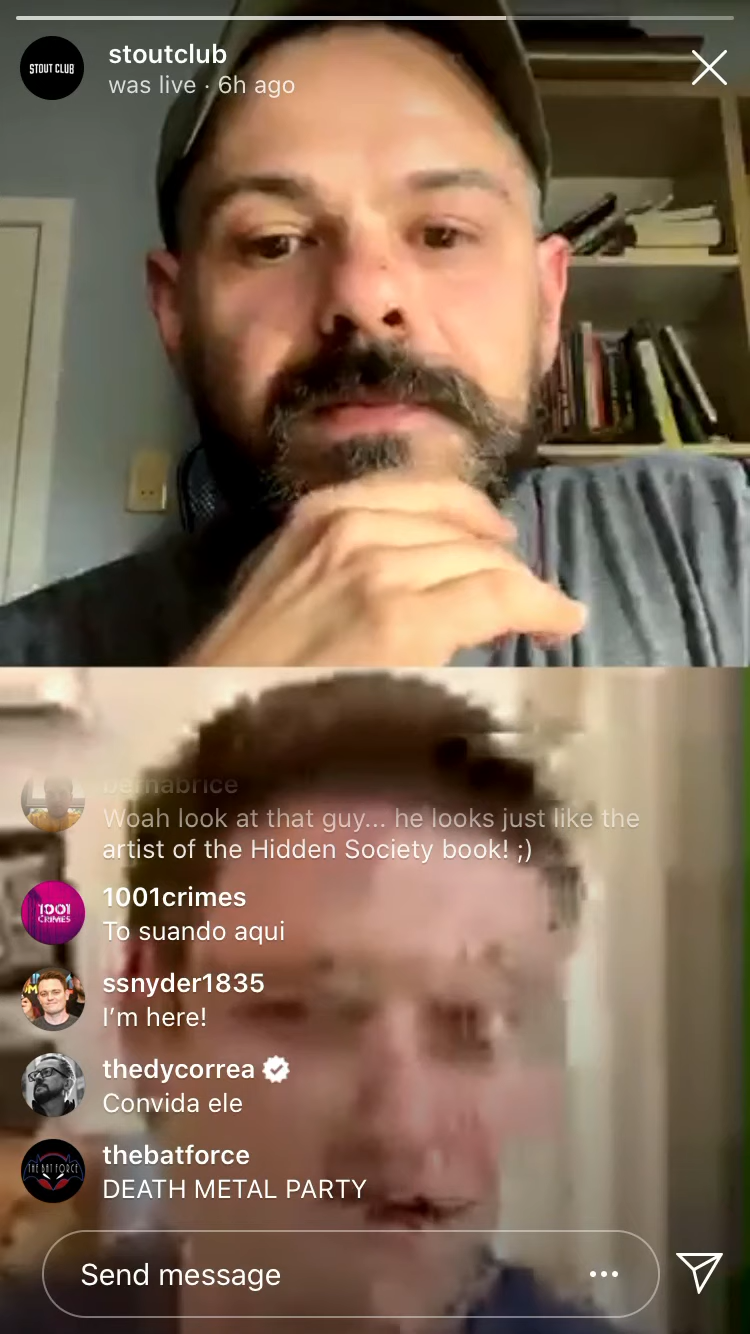 STOUT CLUB
stoutclub
was live · 6h ago
bernabrice
Woah look at that guy... he looks just like the
artist of the Hidden Society book! ;)
1001 CRIMES
1001crimes
To suando aqui
ssnyder1835
I'm here!
thedycorrea
Convida ele
THE BAT FORCE
thebatforce
DEATH METAL PARTY
Send message